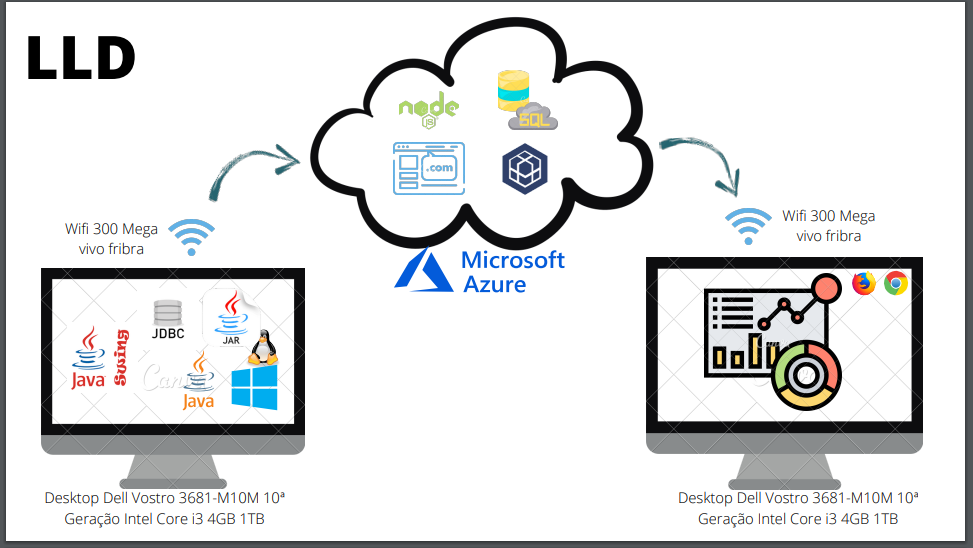 LLD
node
JS
SQL
.com
Microsoft
Azure
Wifi 300 Mega
vivo fribra
Wifi 300 Mega
vivo fribra
Java
Swing
JDBC
JAR
Java
Canva
Desktop Dell Vostro 3681-M10M 10ª
Geração Intel Core i3 4GB 1TB
Desktop Dell Vostro 3681-M10M 10ª
Geração Intel Core i3 4GB 1TB